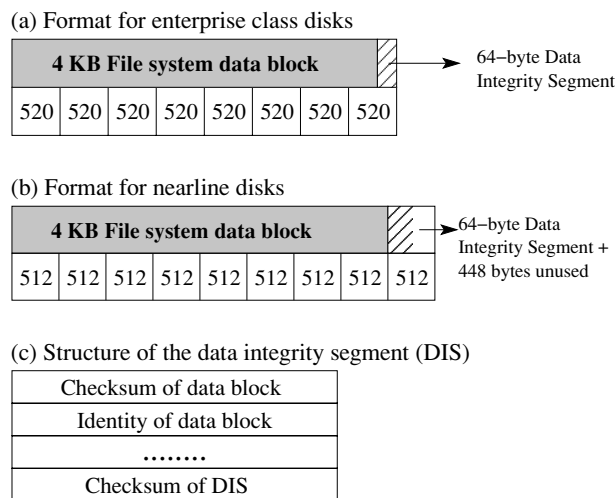 (a) Format for enterprise class disks
4 KB File system data block
64−byte Data
Integrity Segment
520 520 520 520 520 520 520 520
(b) Format for nearline disks
4 KB File system data block
64−byte Data
Integrity Segment +
448 bytes unused
512 512 512 512 512 512 512 512 512
(c) Structure of the data integrity segment (DIS)
Checksum of data block
Identity of data block
........
Checksum of DIS